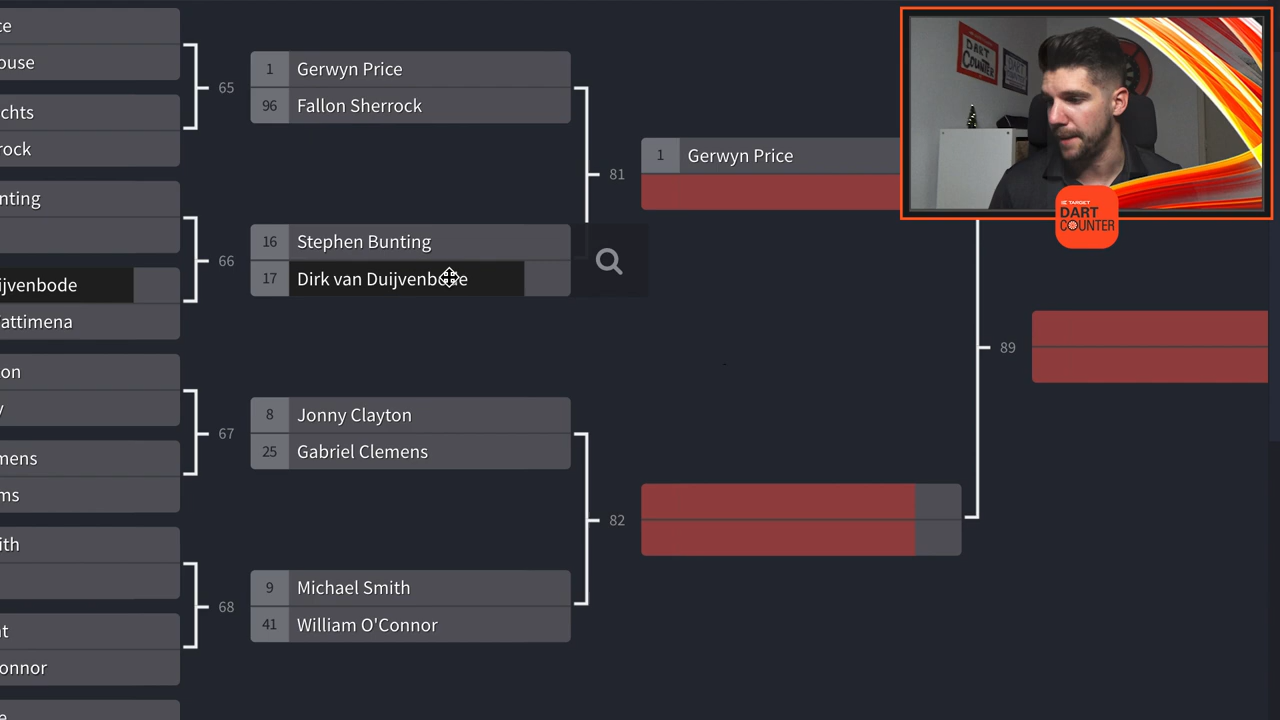 ce
ouse
chts
rock
nting
ijvenbode
attimena
on
y
mens
ms
ith
nt
onnor
e
65
66
67
68
1 Gerwyn Price
96 Fallon Sherrock
16 Stephen Bunting
17 Dirk van Duijvenbode
8 Jonny Clayton
25 Gabriel Clemens
9 Michael Smith
41 William O'Connor
81
82
1 Gerwyn Price
89
DART
COUNTER
TARGET
DART
COUNTER